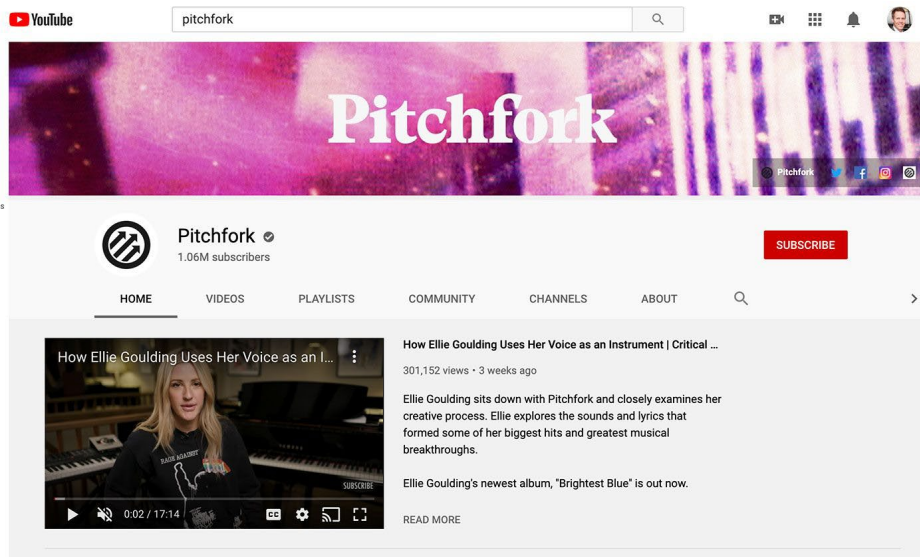 YouTube
pitchfork
Pitchfork
Pitchfork
s
Pitchfork
1.06M subscribers
SUBSCRIBE
HOME VIDEOS PLAYLISTS COMMUNITY CHANNELS ABOUT
How Ellie Goulding Uses Her Voice as an I...
RAGE AGAINST
SUBSCRIBE
0:02 / 17:14
CC
How Ellie Goulding Uses Her Voice as an Instrument | Critical ...
301,152 views • 3 weeks ago
Ellie Goulding sits down with Pitchfork and closely examines her
creative process. Ellie explores the sounds and lyrics that
formed some of her biggest hits and greatest musical
breakthroughs.
Ellie Goulding's newest album, "Brightest Blue" is out now.
READ MORE